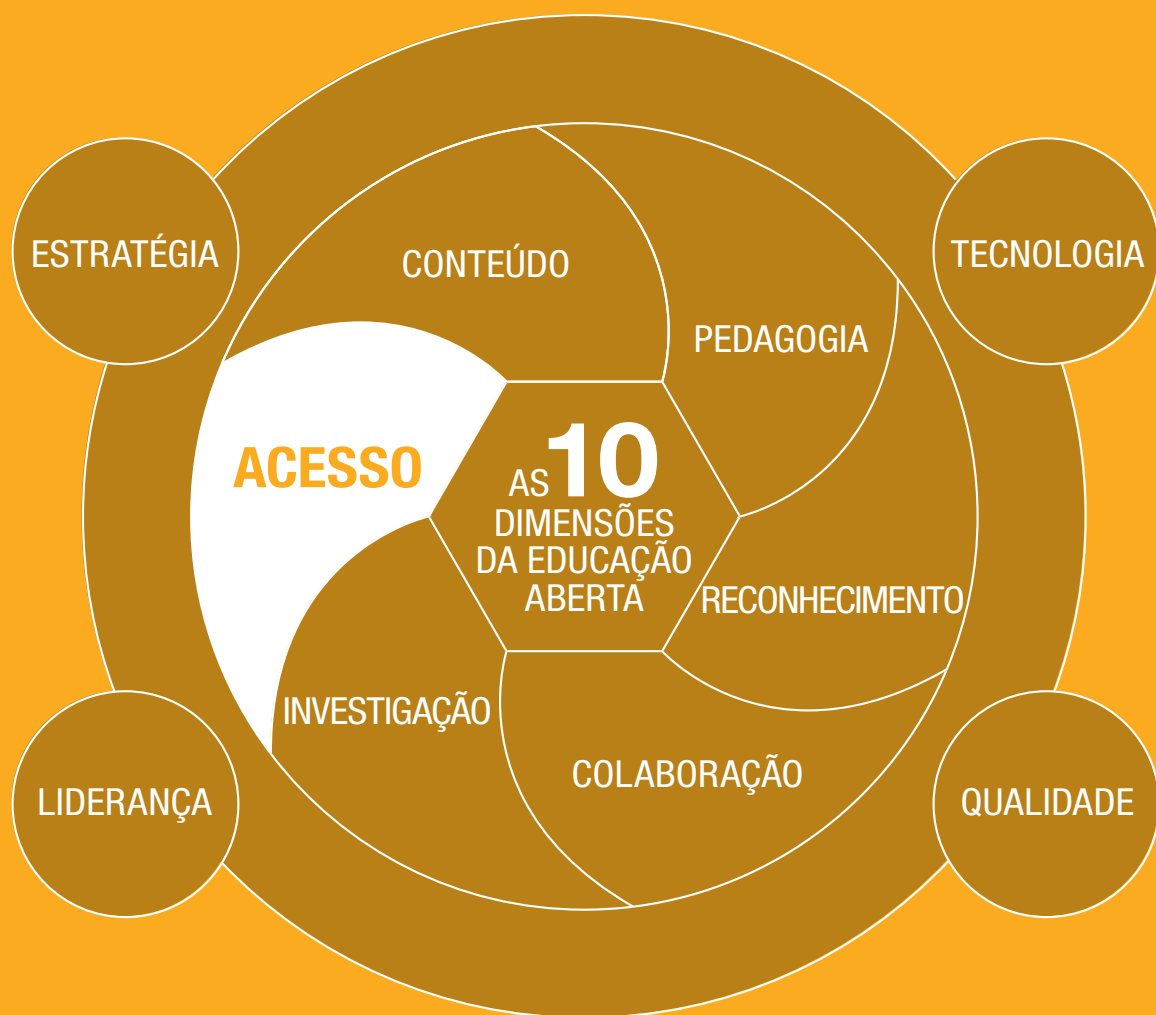 ESTRATÉGIA
TECNOLOGIA
CONTEÚDO
PEDAGOGIA
ACESSO
AS 10
DIMENSÕES
DA EDUCAÇÃO
ABERTA
RECONHECIMENTO
INVESTIGAÇÃO
COLABORAÇÃO
LIDERANÇA
QUALIDADE